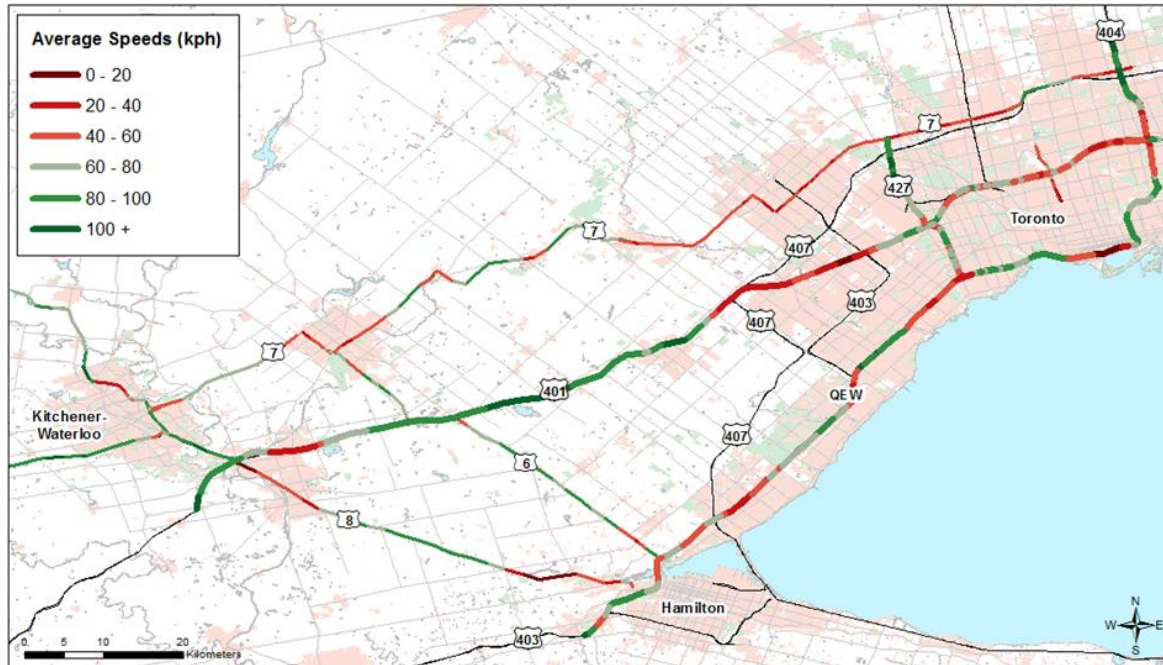 Average Speeds (kph)
0 - 20
20 - 40
40 - 60
60 - 80
80 - 100
100 +
404
7
427
Toronto
7
407
403
407
7
401
QEW
Kitchener-
Waterloo
407
6
8
Hamilton
403
0 5 10 20
Kilometers
N
W E
S